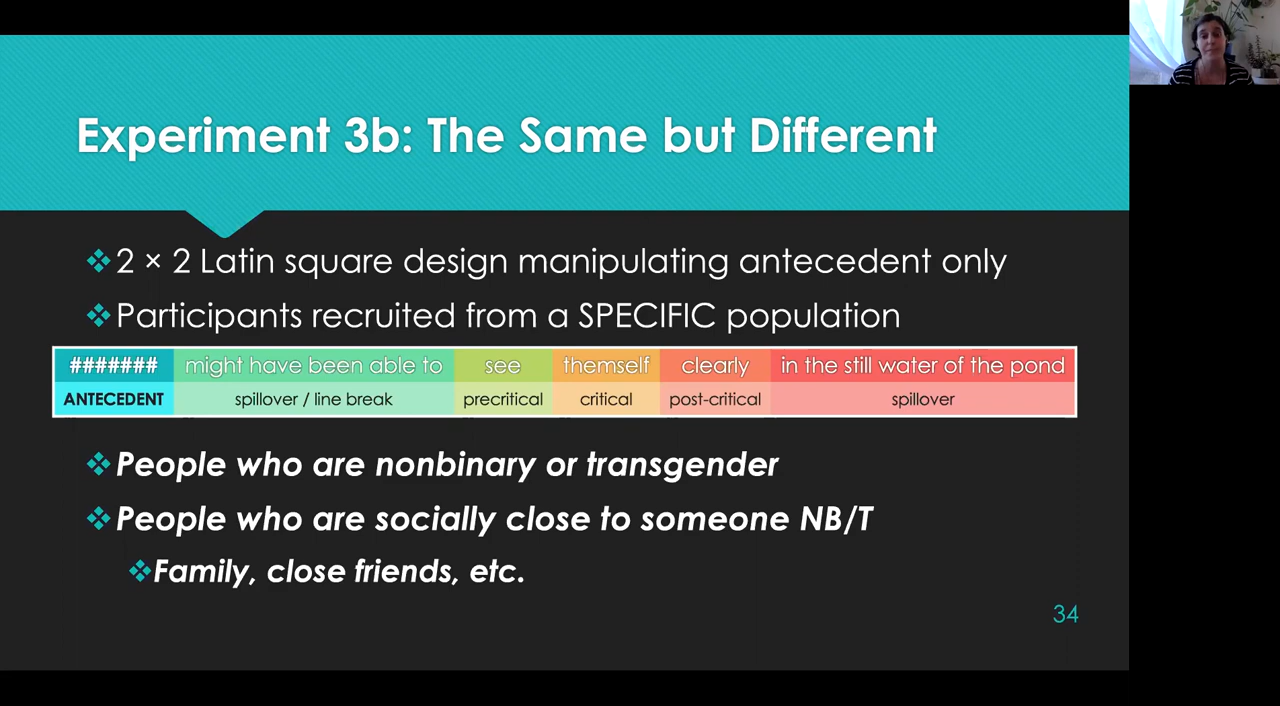 Experiment 3b: The Same but Different
❖2 × 2 Latin square design manipulating antecedent only
❖Participants recruited from a SPECIFIC population
####### might have been able to see themself clearly in the still water of the pond
ANTECEDENT spillover / line break precritical critical post-critical spillover
❖People who are nonbinary or transgender
❖People who are socially close to someone NB/T
❖Family, close friends, etc.
34